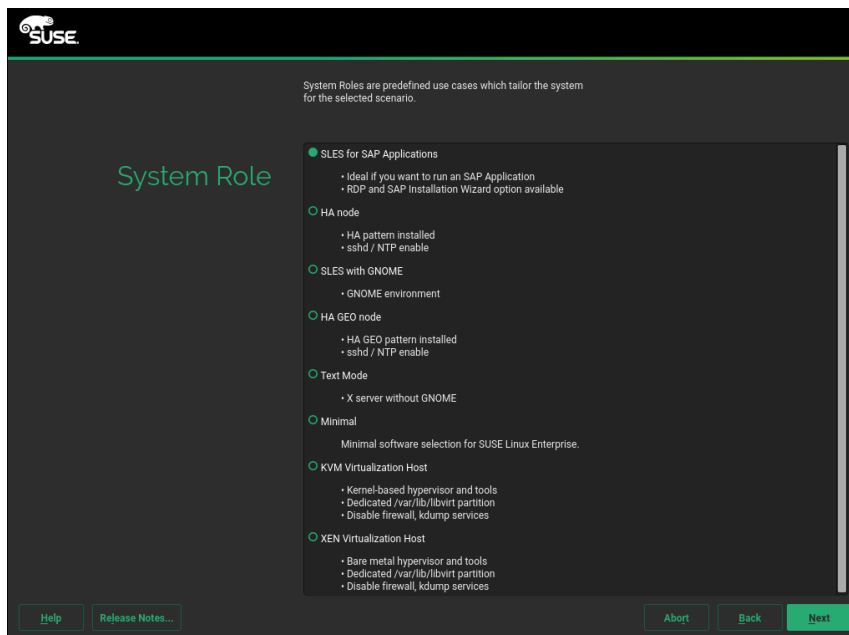 SUSE.
System Roles are predefined use cases which tailor the system
for the selected scenario.
System Role
SLES for SAP Applications
• Ideal if you want to run an SAP Application
• RDP and SAP Installation Wizard option available
HA node
• HA pattern installed
• sshd / NTP enable
SLES with GNOME
• GNOME environment
HA GEO node
• HA GEO pattern installed
• sshd / NTP enable
Text Mode
• X server without GNOME
Minimal
Minimal software selection for SUSE Linux Enterprise.
KVM Virtualization Host
• Kernel-based hypervisor and tools
• Dedicated /var/lib/libvirt partition
• Disable firewall, kdump services
XEN Virtualization Host
• Bare metal hypervisor and tools
• Dedicated /var/lib/libvirt partition
• Disable firewall, kdump services
Help
Release Notes...
Abort
Back
Next